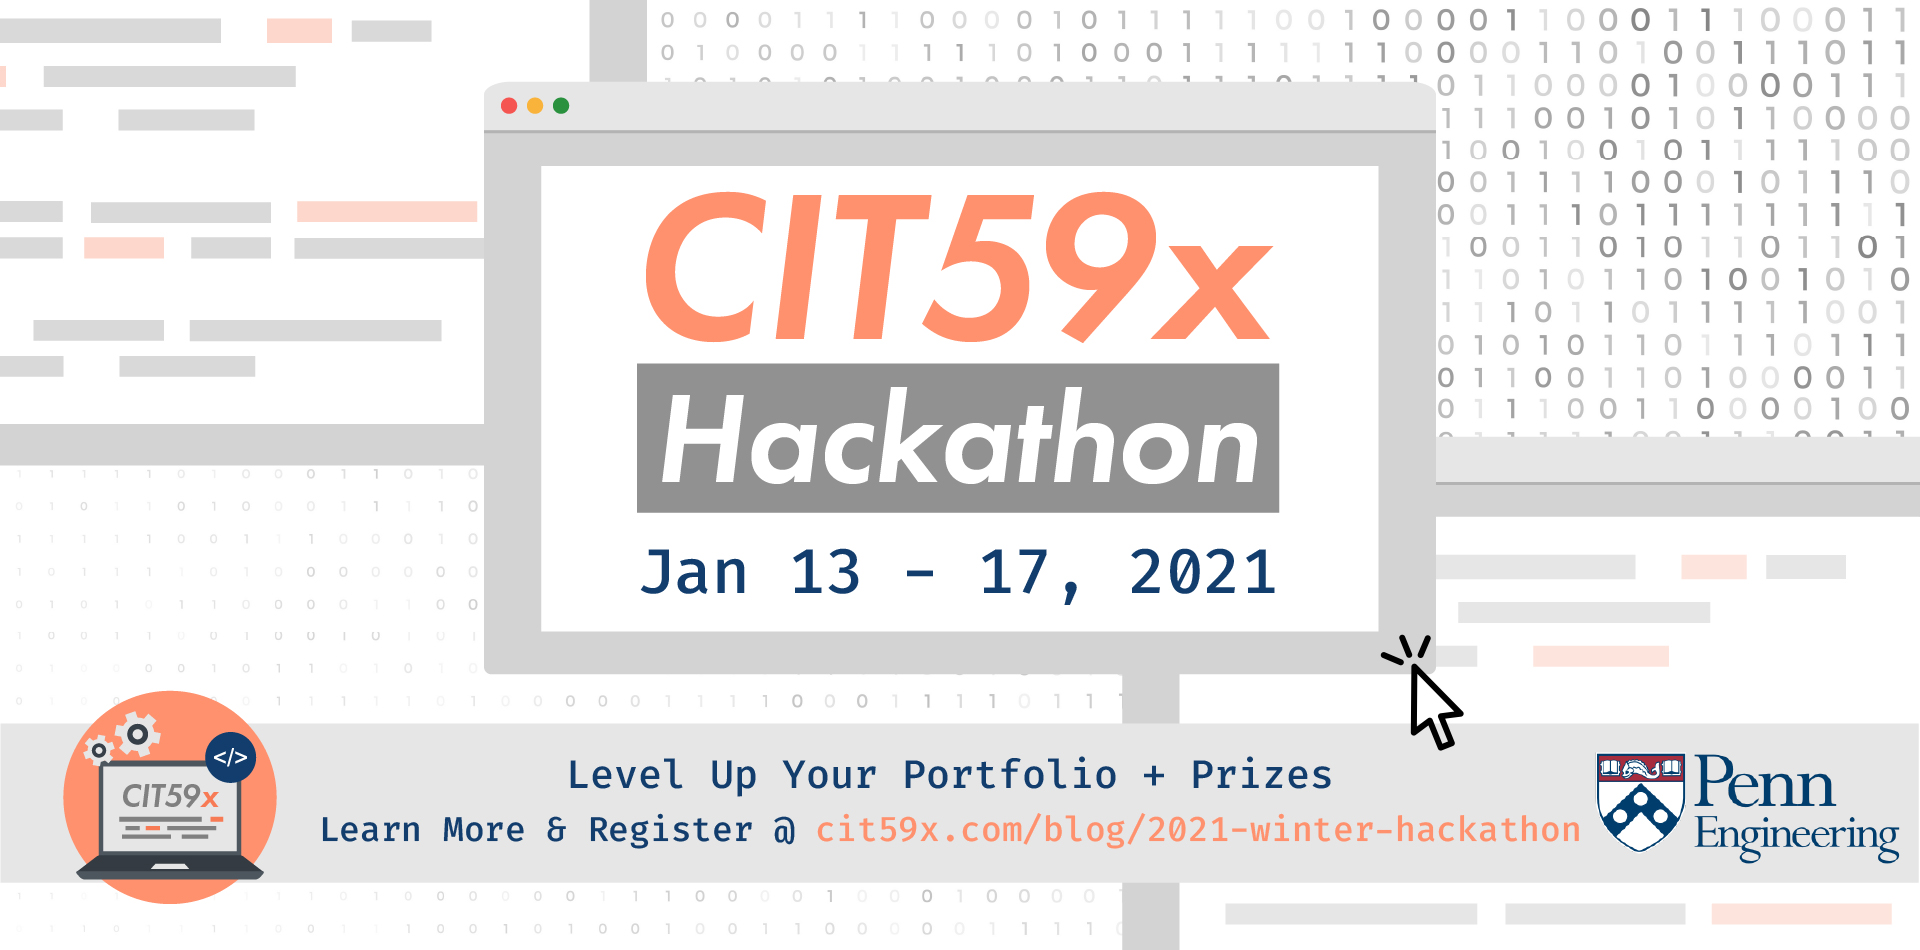 CIT59x
Hackathon
Jan 13 - 17, 2021
</>
CIT59x
Level Up Your Portfolio + Prizes
Learn More & Register @ cit59x.com/blog/2021-winter-hackathon
Penn
Engineering